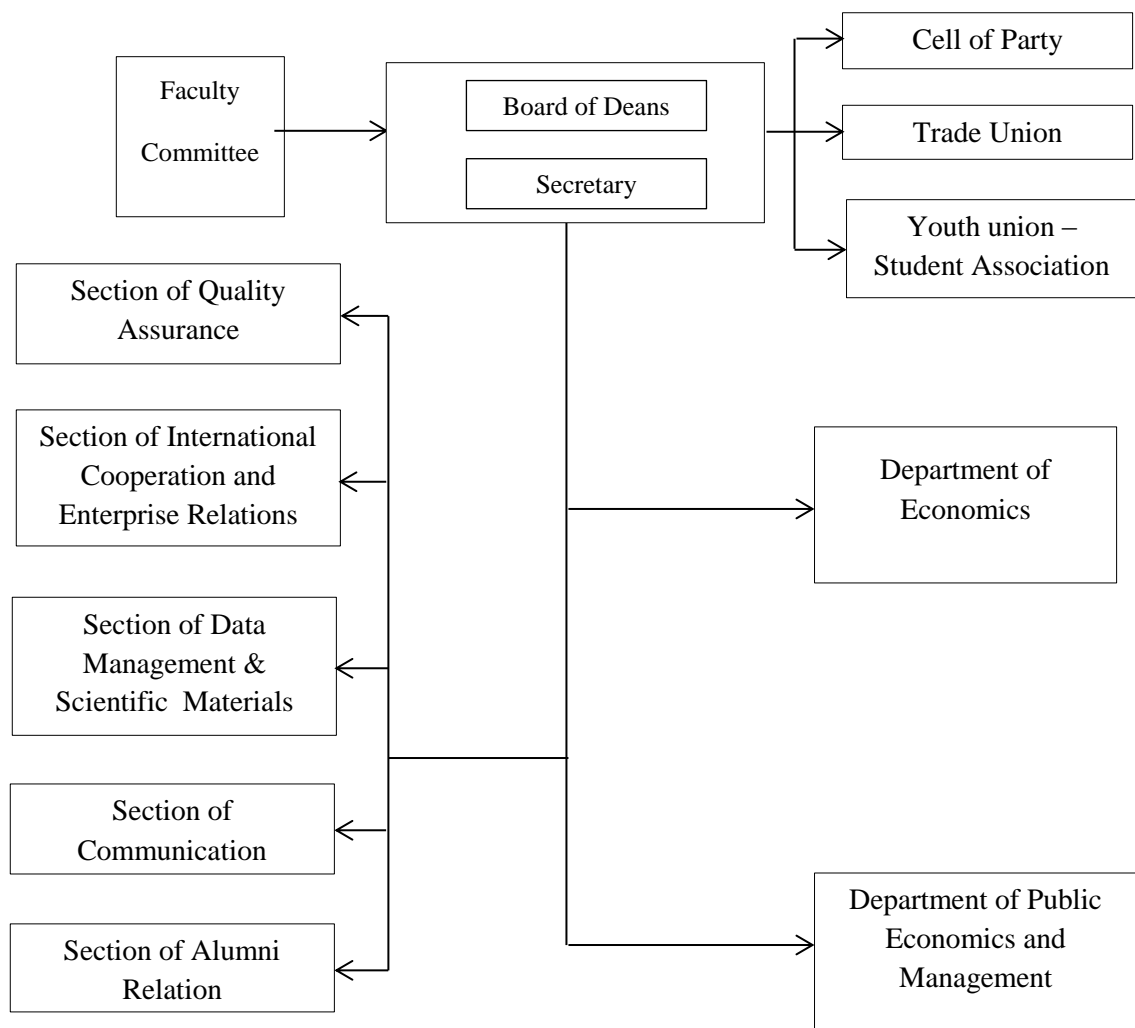 Faculty
Committee
Board of Deans
Secretary
Cell of Party
Trade Union
Youth union –
Student Association
Section of Quality
Assurance
Section of International
Cooperation and
Enterprise Relations
Section of Data
Management &
Scientific Materials
Section of
Communication
Section of Alumni
Relation
Department of
Economics
Department of Public
Economics and
Management